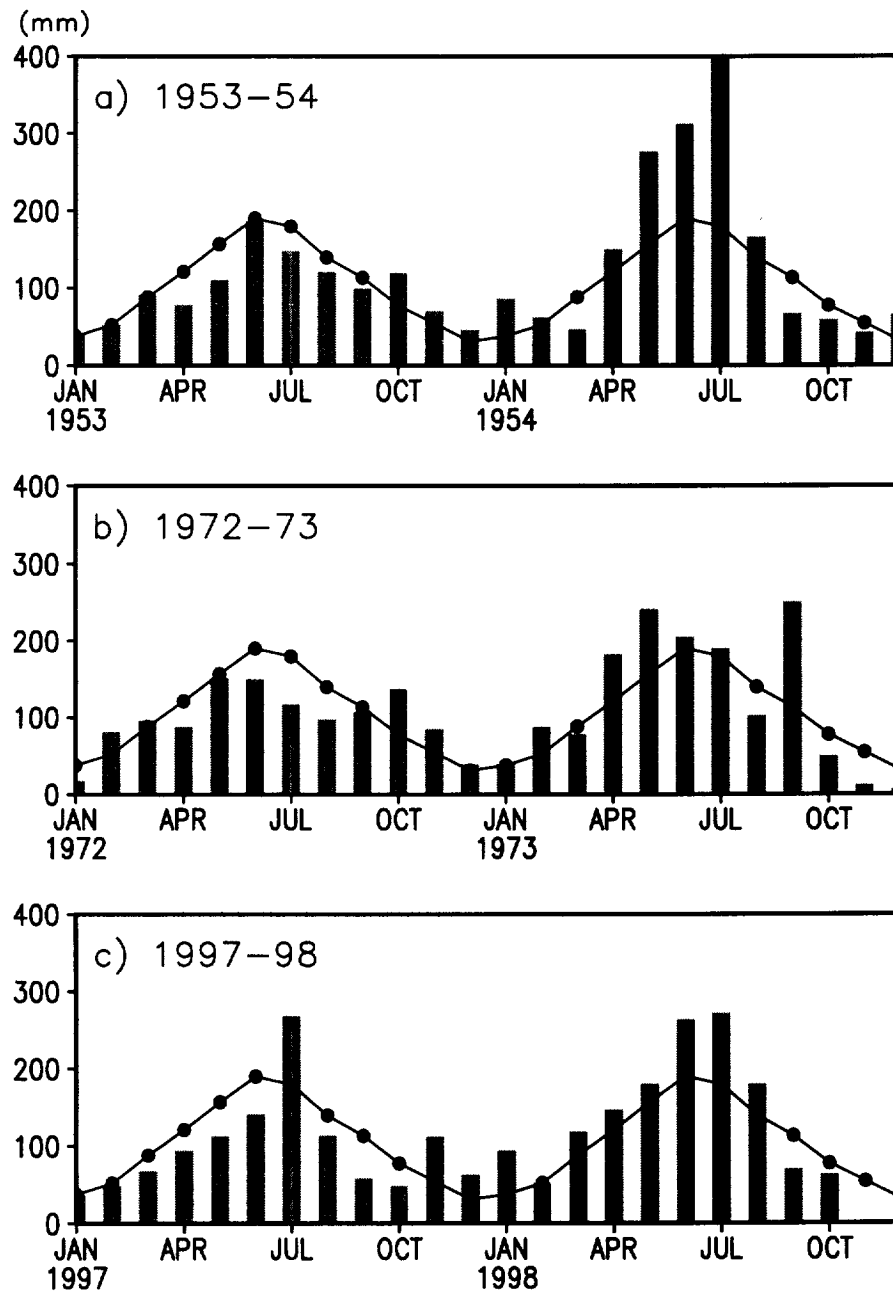 (mm)
400
a) 1953-54
300
200
100
0
JAN APR JUL OCT JAN APR JUL OCT
1953 1954
400
b) 1972-73
300
200
100
0
JAN APR JUL OCT JAN APR JUL OCT
1972 1973
400
c) 1997-98
300
200
100
0
JAN APR JUL OCT JAN APR JUL OCT
1997 1998